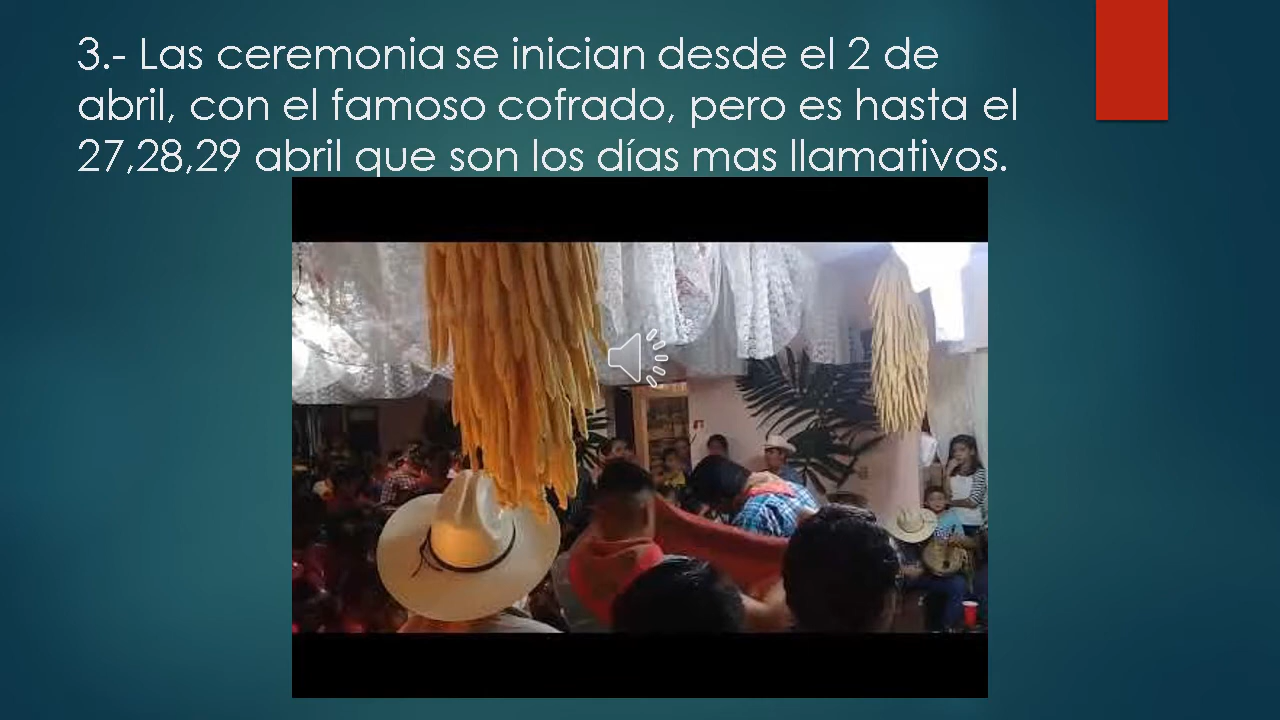 3.- Las ceremonia se inician desde el 2 de
abril, con el famoso cofrado, pero es hasta el
27,28,29 abril que son los días mas llamativos.